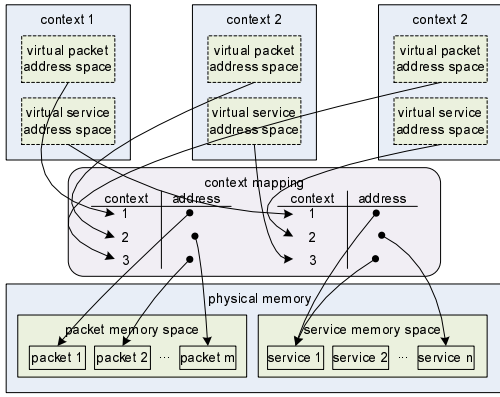 context 1
context 2
context 2
virtual packet
address space
virtual packet
address space
virtual packet
address space
virtual service
address space
virtual service
address space
virtual service
address space
context mapping
context address context address
1 1
2 2
3 3
physical memory
packet memory space
service memory space
packet 1 packet 2 ... packet m
service 1 service 2 ... service n